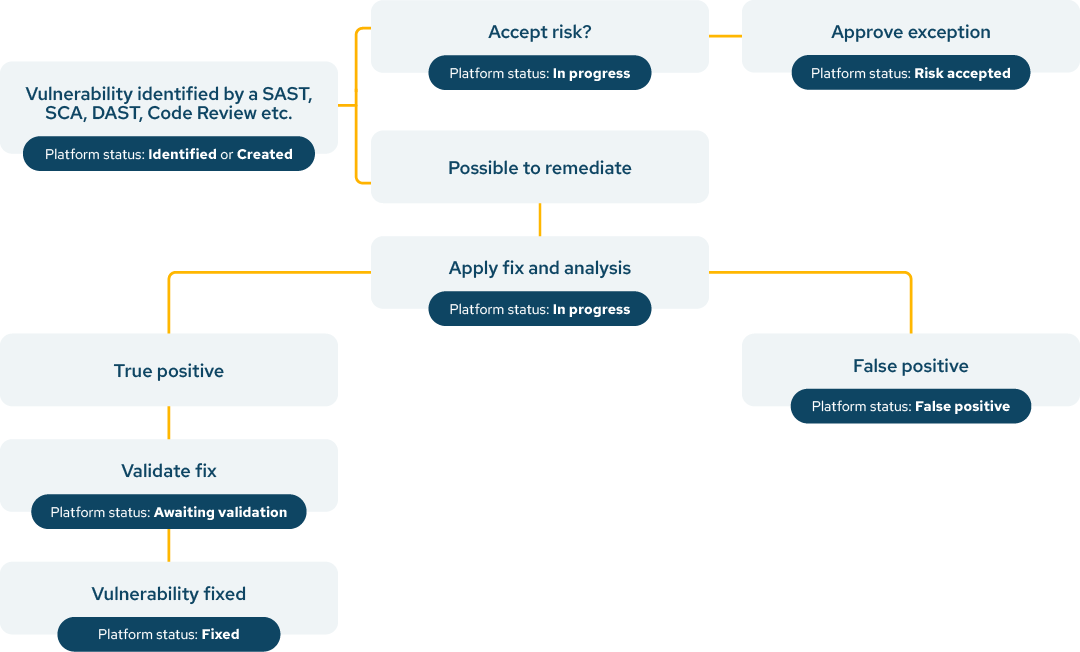 Accept risk?
Platform status: In progress
Approve exception
Platform status: Risk accepted
Vulnerability identified by a SAST,
SCA, DAST, Code Review etc.
Platform status: Identified or Created
Possible to remediate
Apply fix and analysis
Platform status: In progress
True positive
False positive
Platform status: False positive
Validate fix
Platform status: Awaiting validation
Vulnerability fixed
Platform status: Fixed